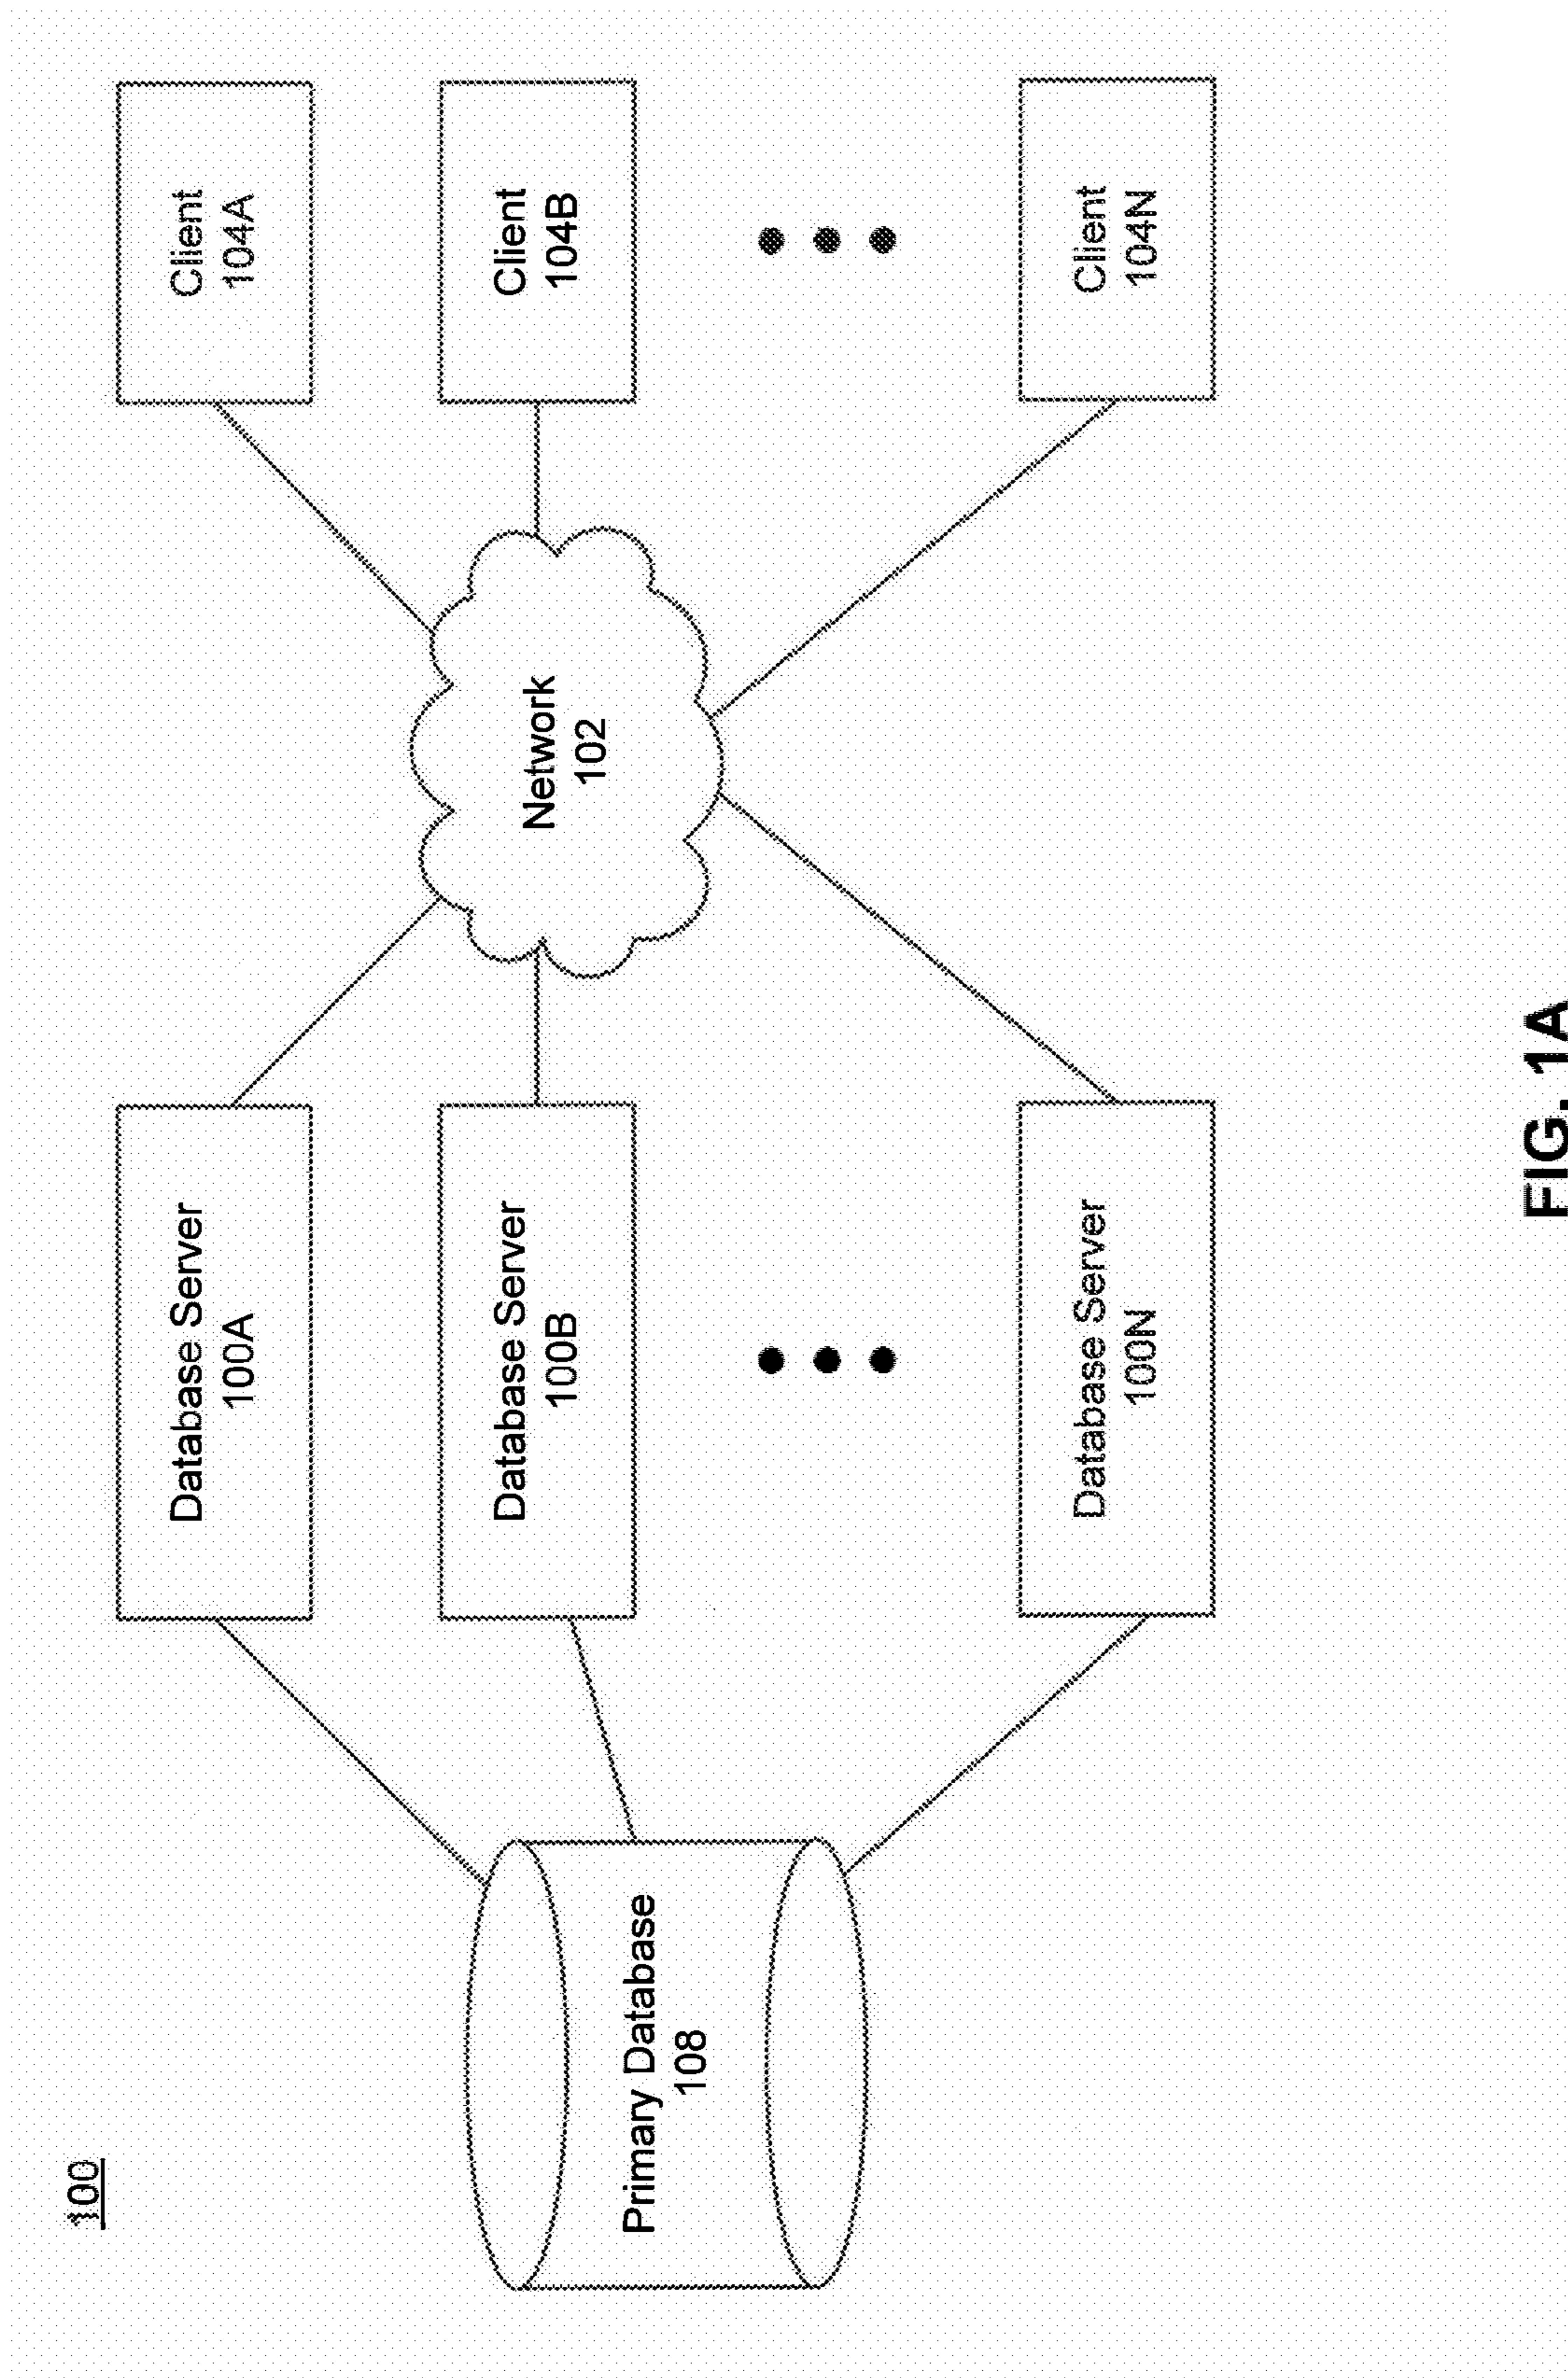 100
Primary Database
108
Database Server
100A
Database Server
100B
Database Server
100N
Network
102
Client
104A
Client
104B
Client
104N
FIG. 1A